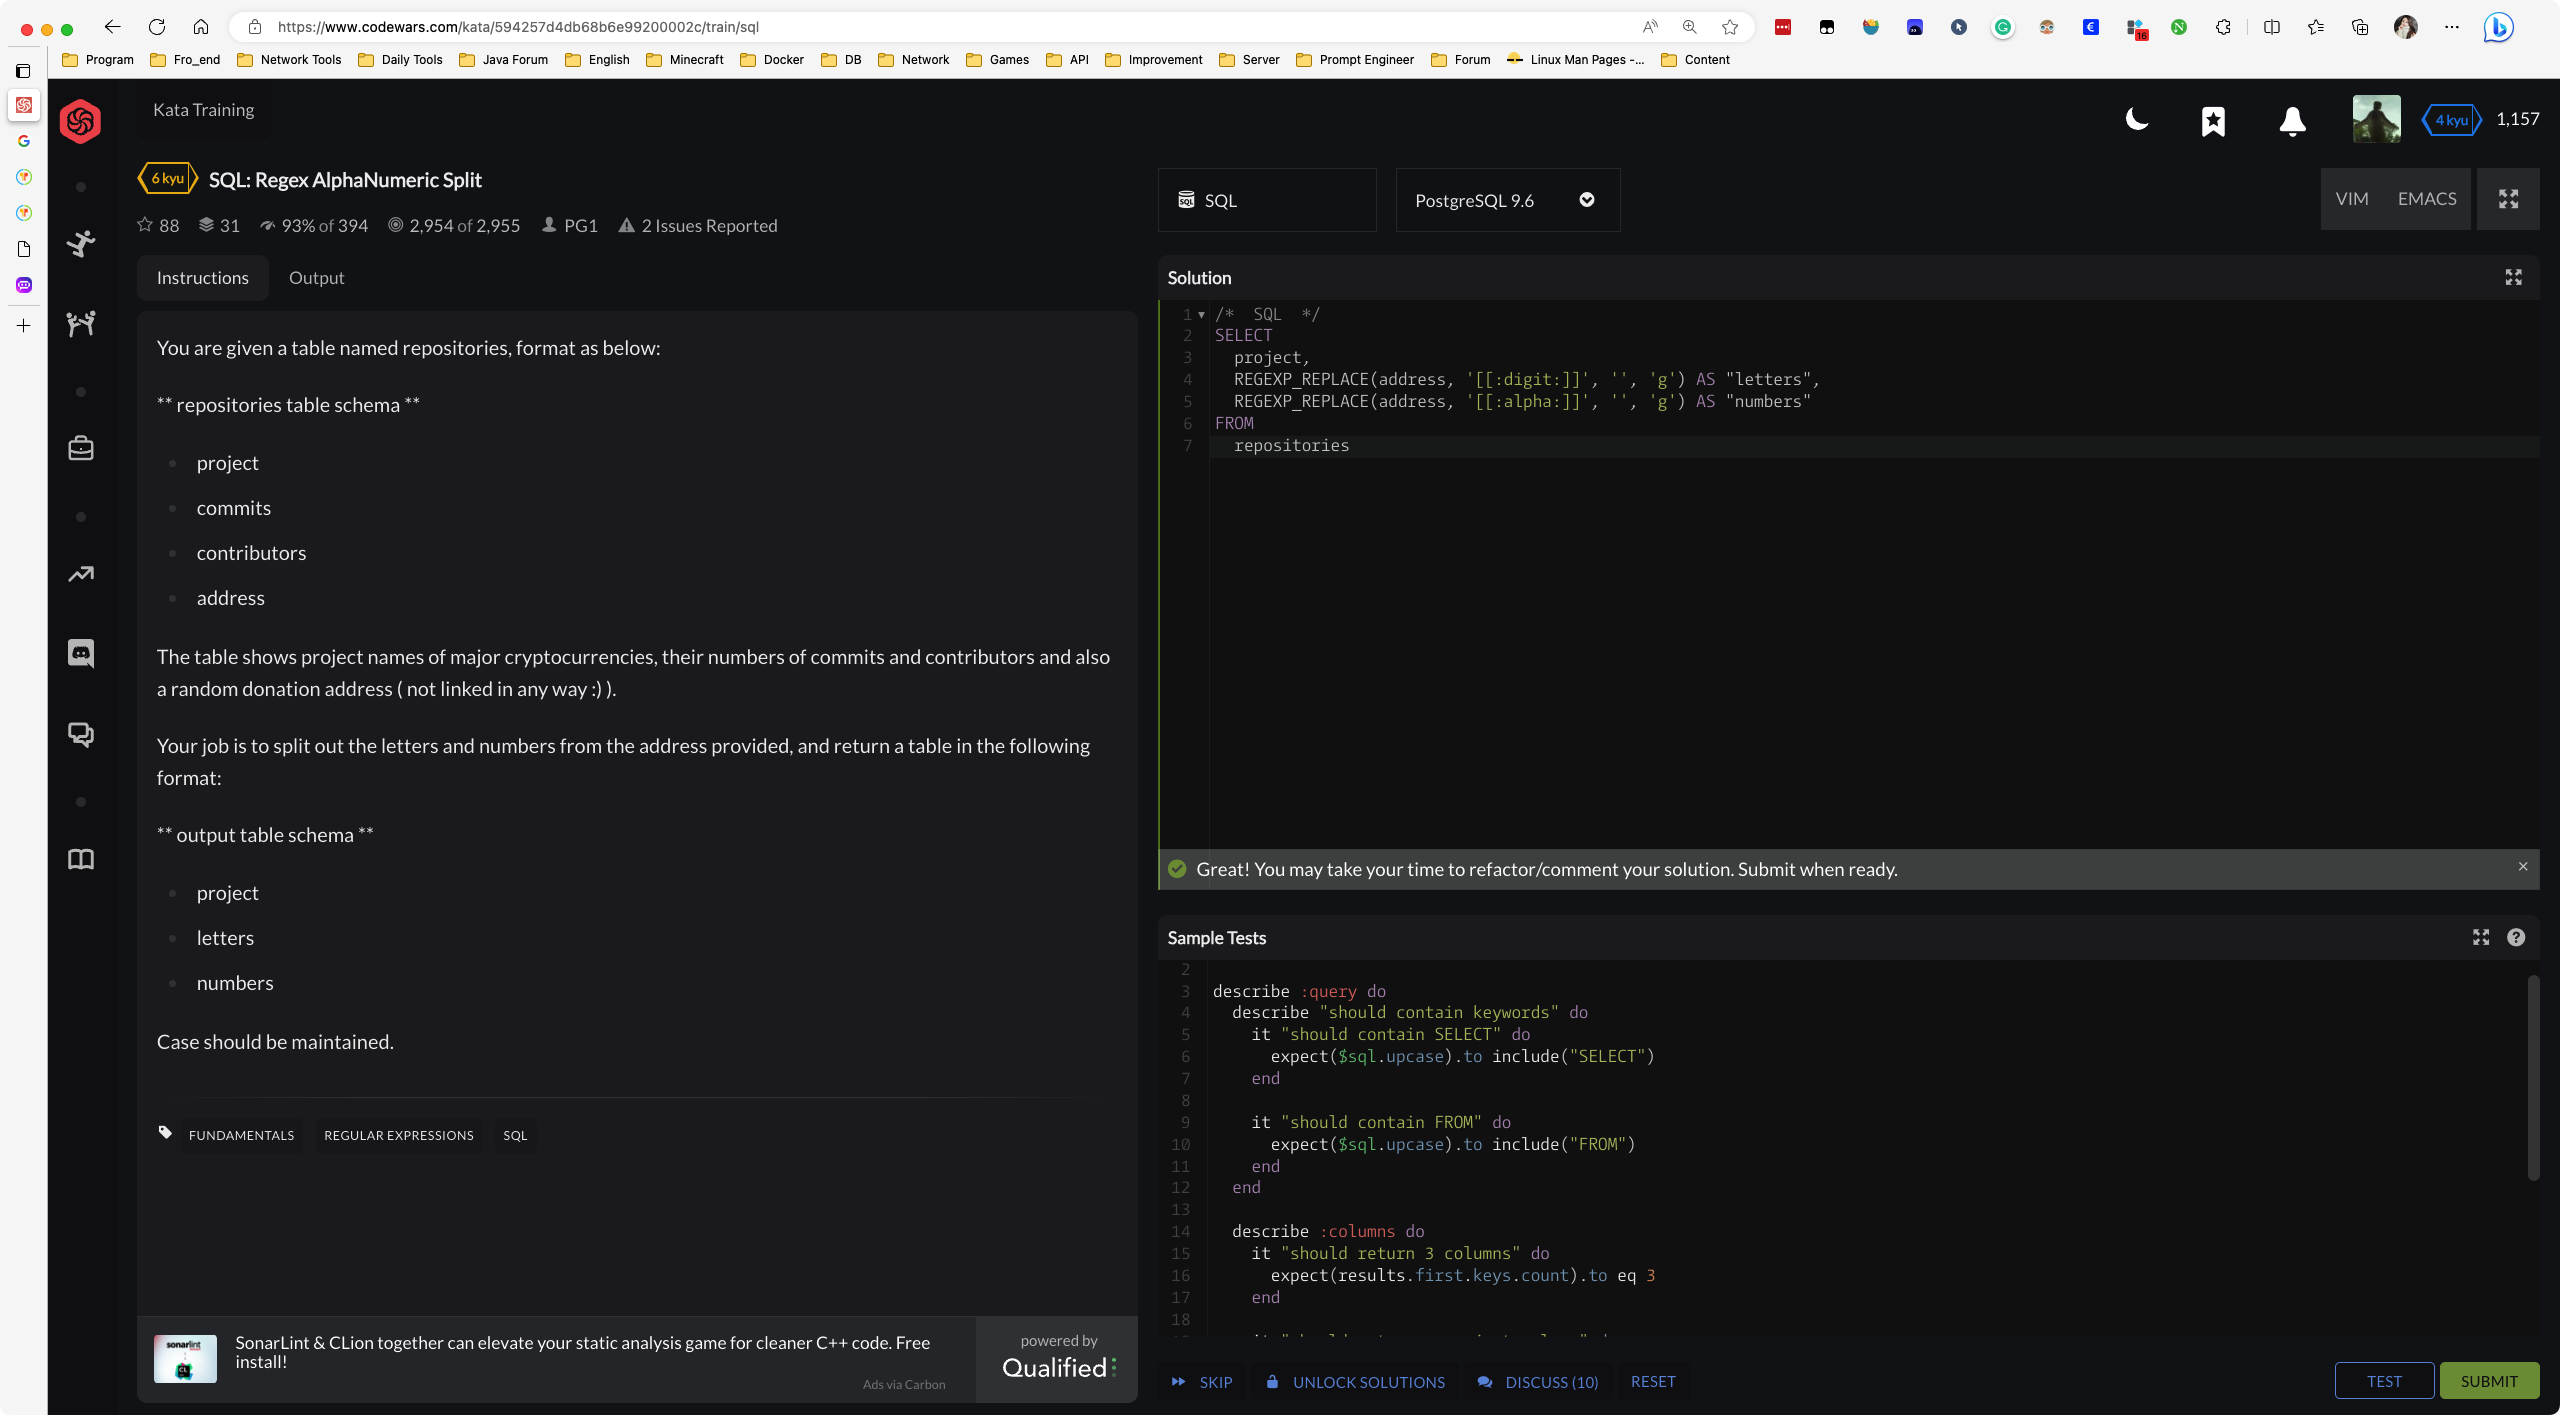 https://www.codewars.com/kata/594257d4db68b6e99200002c/train/sql
Program Fro_end Network Tools Daily Tools Java Forum English Minecraft Docker DB Network Games API Improvement Server Prompt Engineer Forum Linux Man Pages -... Content
Kata Training
4 kyu 1,157
6 kyu SQL: Regex AlphaNumeric Split
88 31 93% of 394 2,954 of 2,955 PG1 2 Issues Reported
SQL PostgreSQL 9.6 VIM EMACS
Instructions Output
You are given a table named repositories, format as below:
** repositories table schema **
project
commits
contributors
address
The table shows project names of major cryptocurrencies, their numbers of commits and contributors and also
a random donation address ( not linked in any way :) ).
Your job is to split out the letters and numbers from the address provided, and return a table in the following
format:
** output table schema **
project
letters
numbers
Case should be maintained.
FUNDAMENTALS REGULAR EXPRESSIONS SQL
SonarLint & CLion together can elevate your static analysis game for cleaner C++ code. Free
install!
Ads via Carbon
powered by
Qualified
Solution
1 /*  SQL  */
2 SELECT
3   project,
4   REGEXP_REPLACE(address, '[[:digit:]]', '', 'g') AS "letters",
5   REGEXP_REPLACE(address, '[[:alpha:]]', '', 'g') AS "numbers"
6 FROM
7   repositories
Great! You may take your time to refactor/comment your solution. Submit when ready.
Sample Tests
2
3 describe :query do
4   describe "should contain keywords" do
5     it "should contain SELECT" do
6       expect($sql.upcase).to include("SELECT")
7     end
8
9     it "should contain FROM" do
10       expect($sql.upcase).to include("FROM")
11     end
12   end
13
14   describe :columns do
15     it "should return 3 columns" do
16       expect(results.first.keys.count).to eq 3
17     end
18
SKIP UNLOCK SOLUTIONS DISCUSS (10) RESET TEST SUBMIT